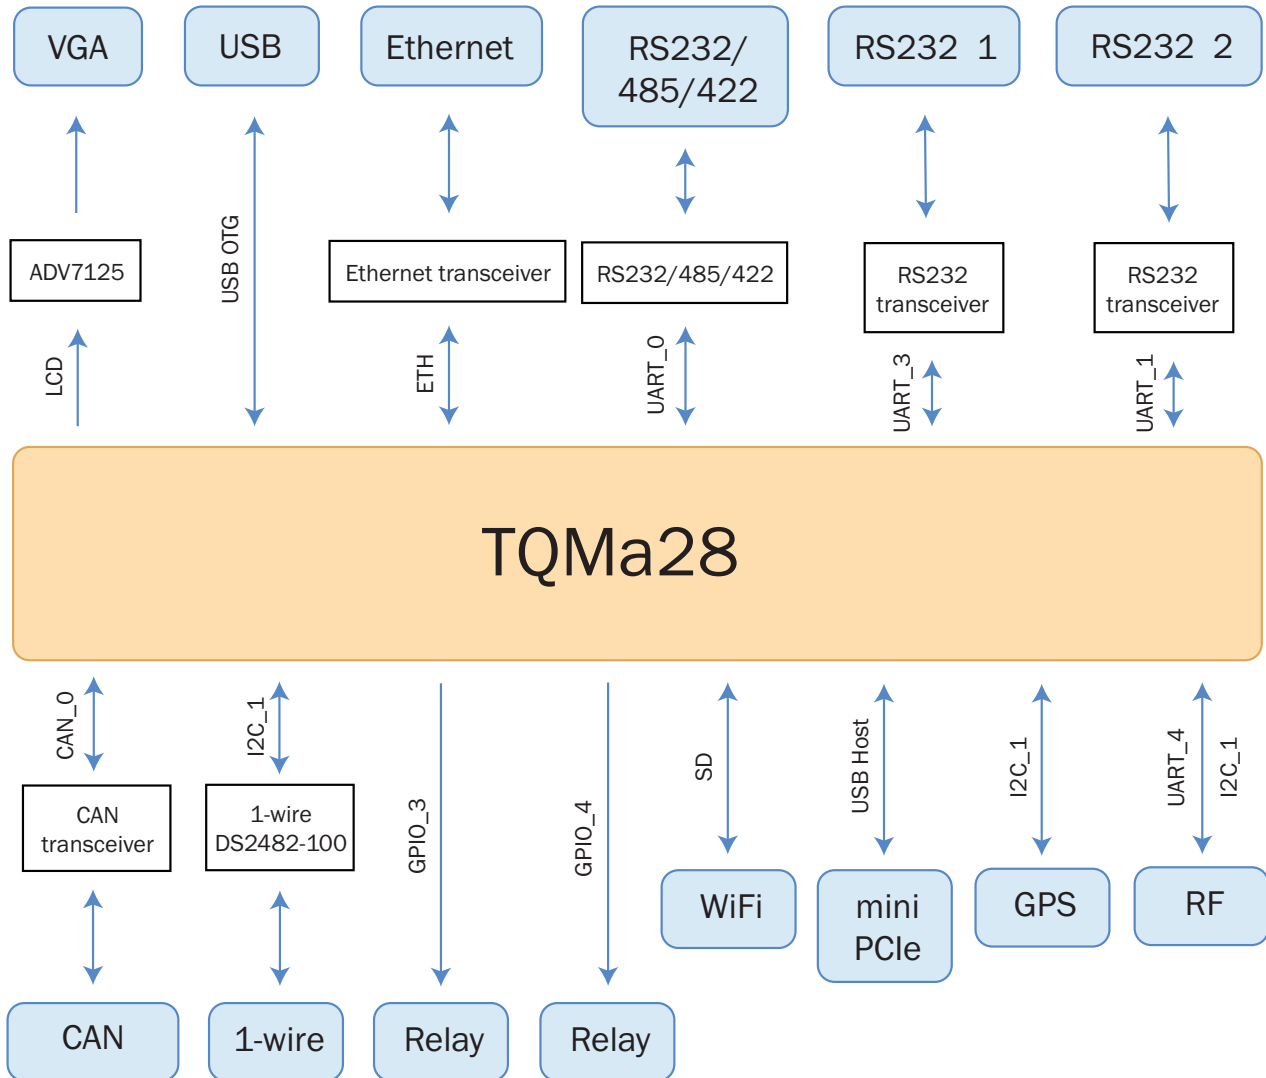 VGA
USB
Ethernet
RS232/
485/422
RS232 1
RS232 2
ADV7125
USB OTG
Ethernet transceiver
RS232/485/422
RS232
transceiver
RS232
transceiver
LCD
ETH
UART_0
UART_3
UART_1
TQMa28
CAN_0
I2C_1
GPIO_3
GPIO_4
SD
USB Host
I2C_1
UART_4
I2C_1
CAN
transceiver
1-wire
DS2482-100
WiFi
mini
PCIe
GPS
RF
CAN
1-wire
Relay
Relay